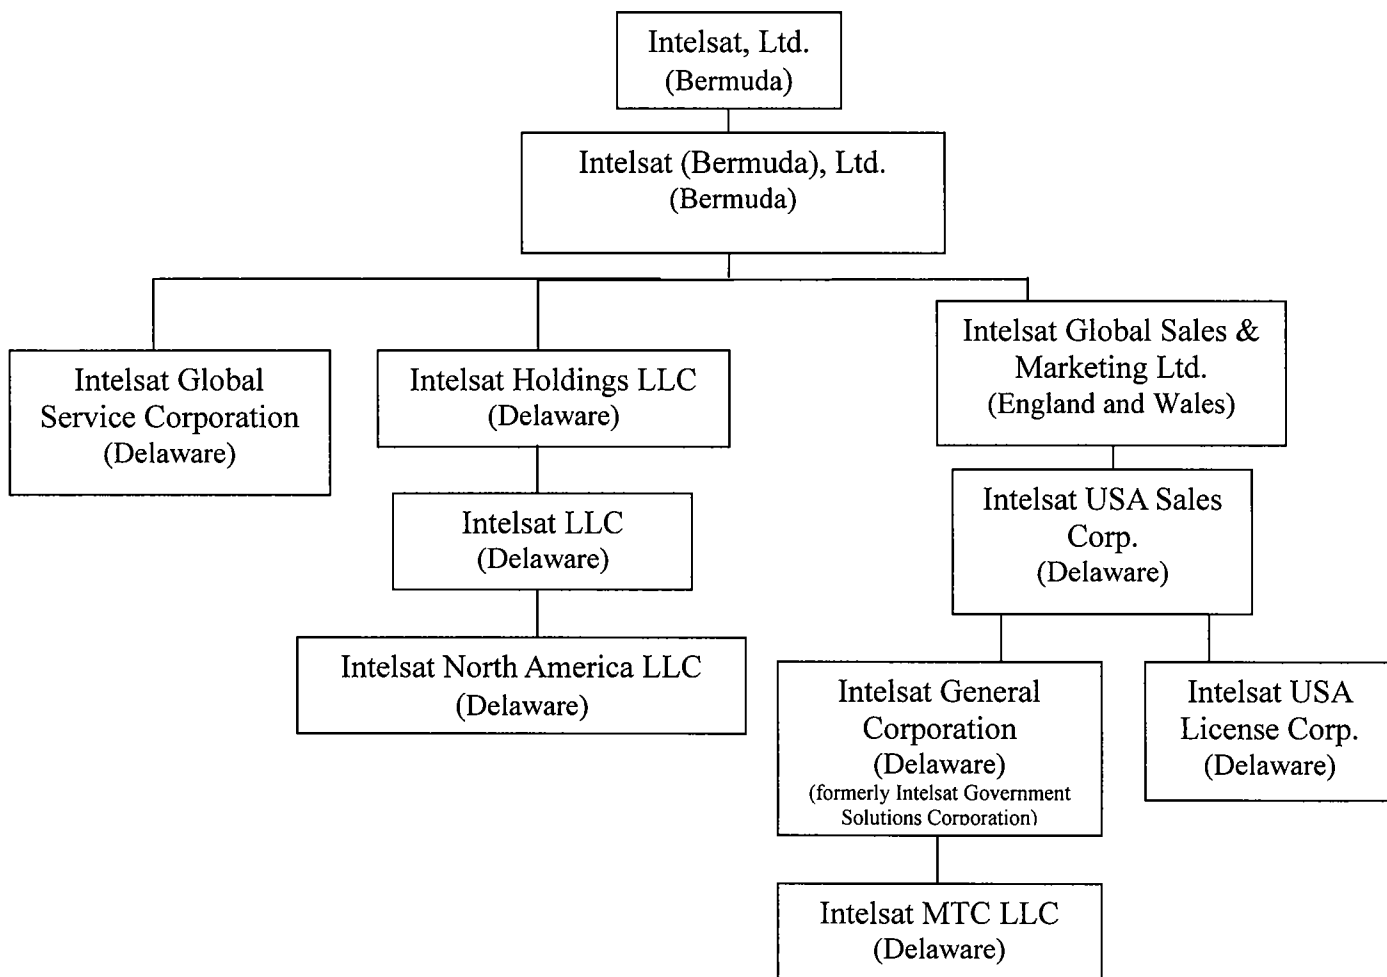 Intelsat, Ltd.
(Bermuda)
Intelsat (Bermuda), Ltd.
(Bermuda)
Intelsat Global
Service Corporation
(Delaware)
Intelsat Holdings LLC
(Delaware)
Intelsat Global Sales &
Marketing Ltd.
(England and Wales)
Intelsat LLC
(Delaware)
Intelsat USA Sales
Corp.
(Delaware)
Intelsat North America LLC
(Delaware)
Intelsat General
Corporation
(Delaware)
(formerly Intelsat Government
Solutions Corporation)
Intelsat USA
License Corp.
(Delaware)
Intelsat MTC LLC
(Delaware)